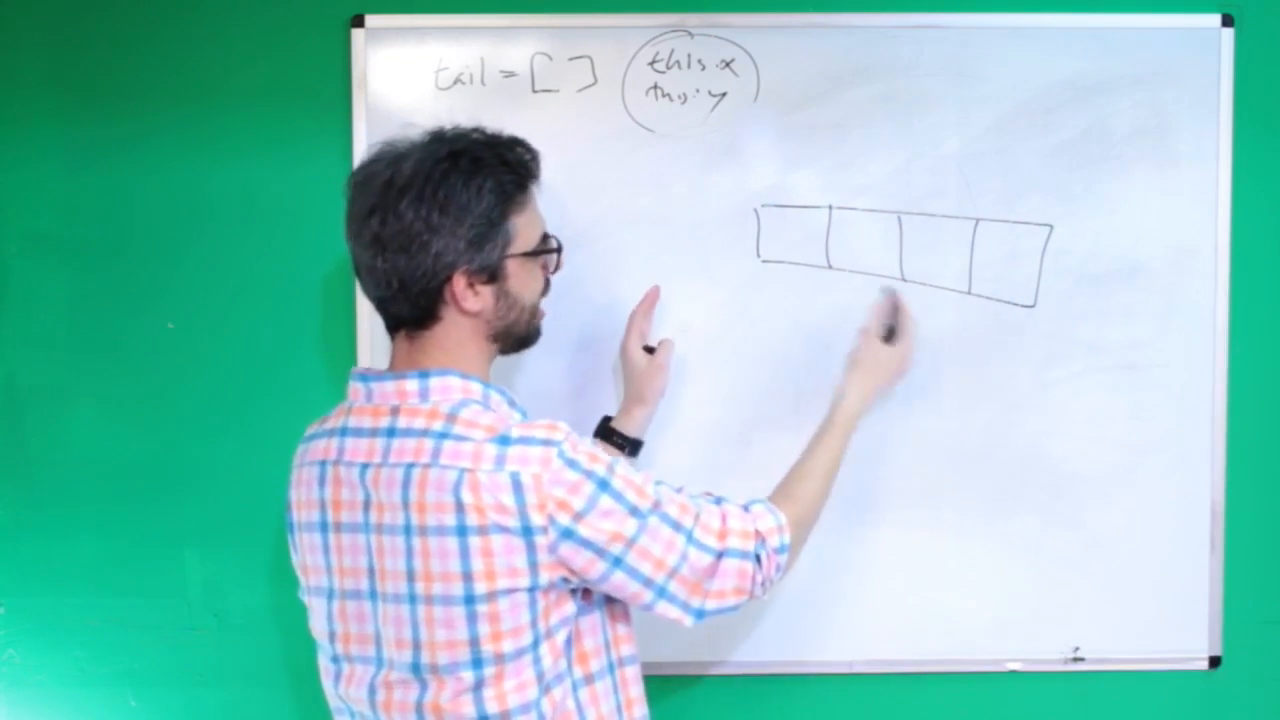 tail = [ ]
this.x
this.y